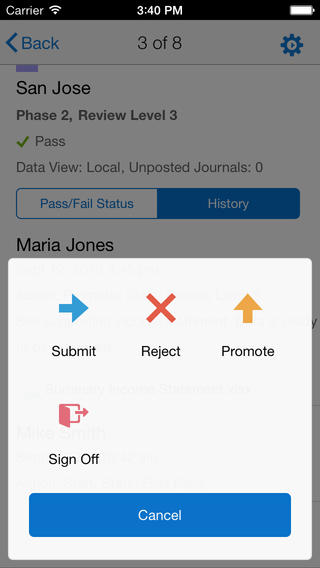 Carrier 3:40 PM
Back 3 of 8
San Jose
Phase 2, Review Level 3
Pass
Data View: Local, Unposted Journals: 0
Pass/Fail Status History
Maria Jones
Submit Reject Promote
Summary Income Statement.xlsx
Mike Smith
Sign Off
Cancel